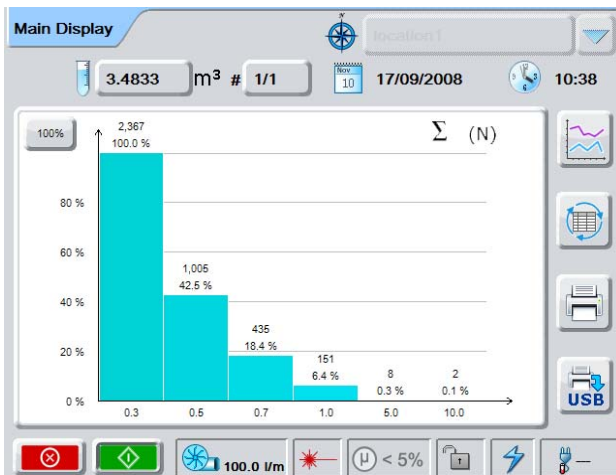 Main Display
N
location1
3.4833 m³ # 1/1
Nov
10
17/09/2008
10:38
100%
Σ (N)
2,367
100.0 %
80 %
60 %
1,005
42.5 %
40 %
435
18.4 %
20 %
151
6.4 %
8
0.3 %
2
0.1 %
0 %
0.3 0.5 0.7 1.0 5.0 10.0
USB
100.0 l/m
μ < 5%